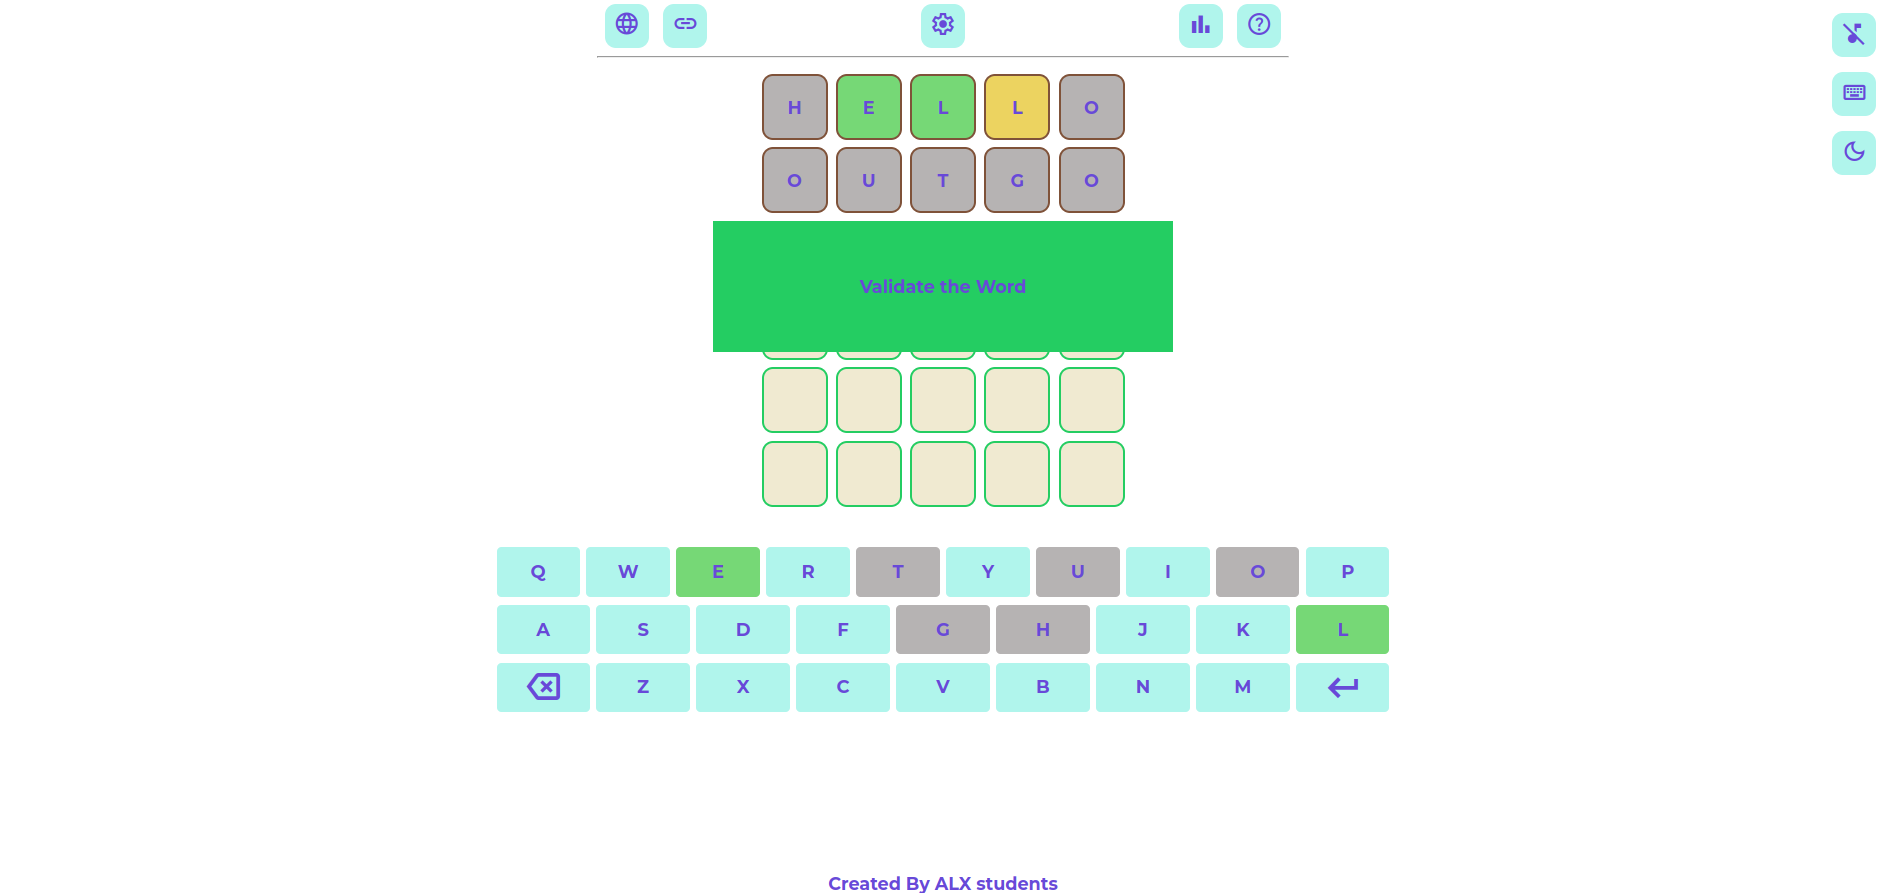 H E L L O
O U T G O
Validate the Word
Q W E R T Y U I O P
A S D F G H J K L
Z X C V B N M
Created By ALX students